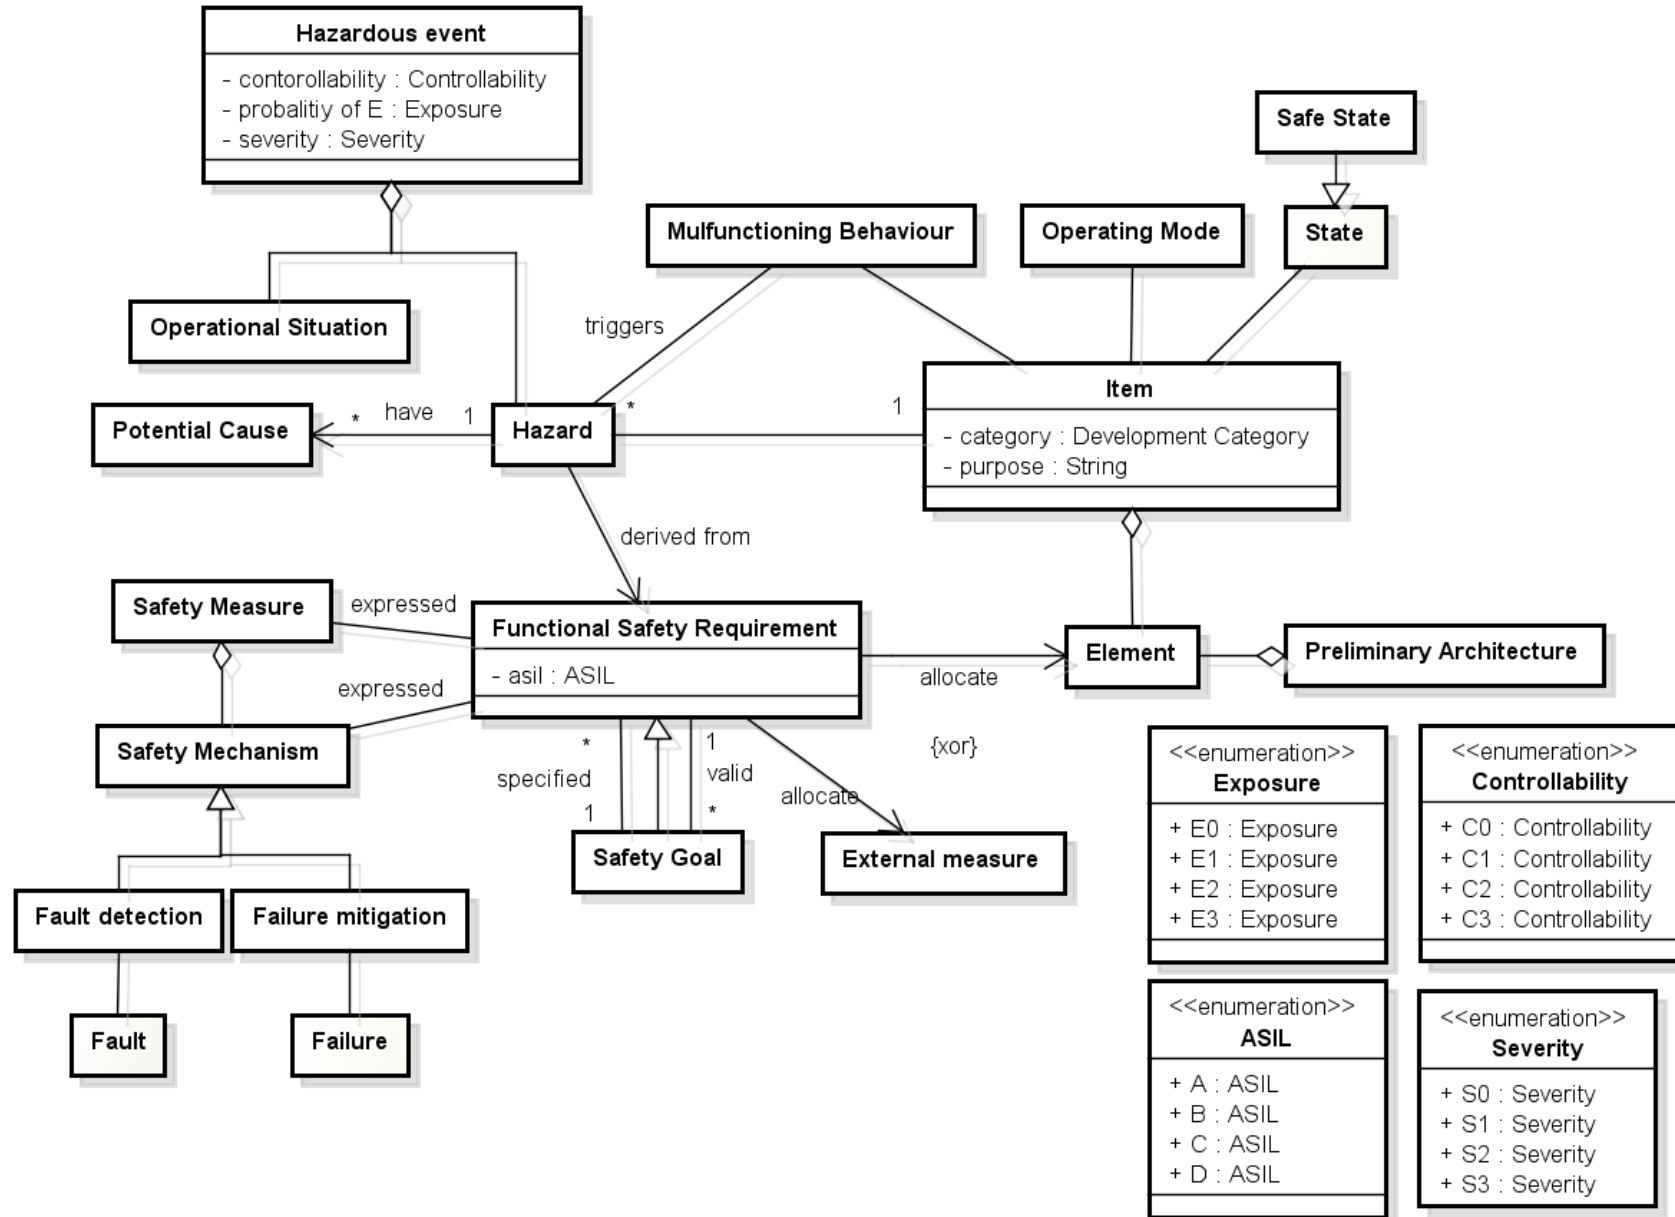 Hazardous event
- contorollability : Controllability
- probalitiy of E : Exposure
- severity : Severity
Safe State
Mulfunctioning Behaviour
Operating Mode
State
Operational Situation
triggers
Item
- category : Development Category
- purpose : String
Potential Cause
*
have
1
Hazard
*
1
derived from
Safety Measure
expressed
Functional Safety Requirement
- asil : ASIL
Element
Preliminary Architecture
allocate
expressed
Safety Mechanism
*
specified
1
1
valid
*
{xor}
allocate
Safety Goal
External measure
Fault detection
Failure mitigation
Fault
Failure
<<enumeration>>
Exposure
+ E0 : Exposure
+ E1 : Exposure
+ E2 : Exposure
+ E3 : Exposure
<<enumeration>>
Controllability
+ C0 : Controllability
+ C1 : Controllability
+ C2 : Controllability
+ C3 : Controllability
<<enumeration>>
ASIL
+ A : ASIL
+ B : ASIL
+ C : ASIL
+ D : ASIL
<<enumeration>>
Severity
+ S0 : Severity
+ S1 : Severity
+ S2 : Severity
+ S3 : Severity